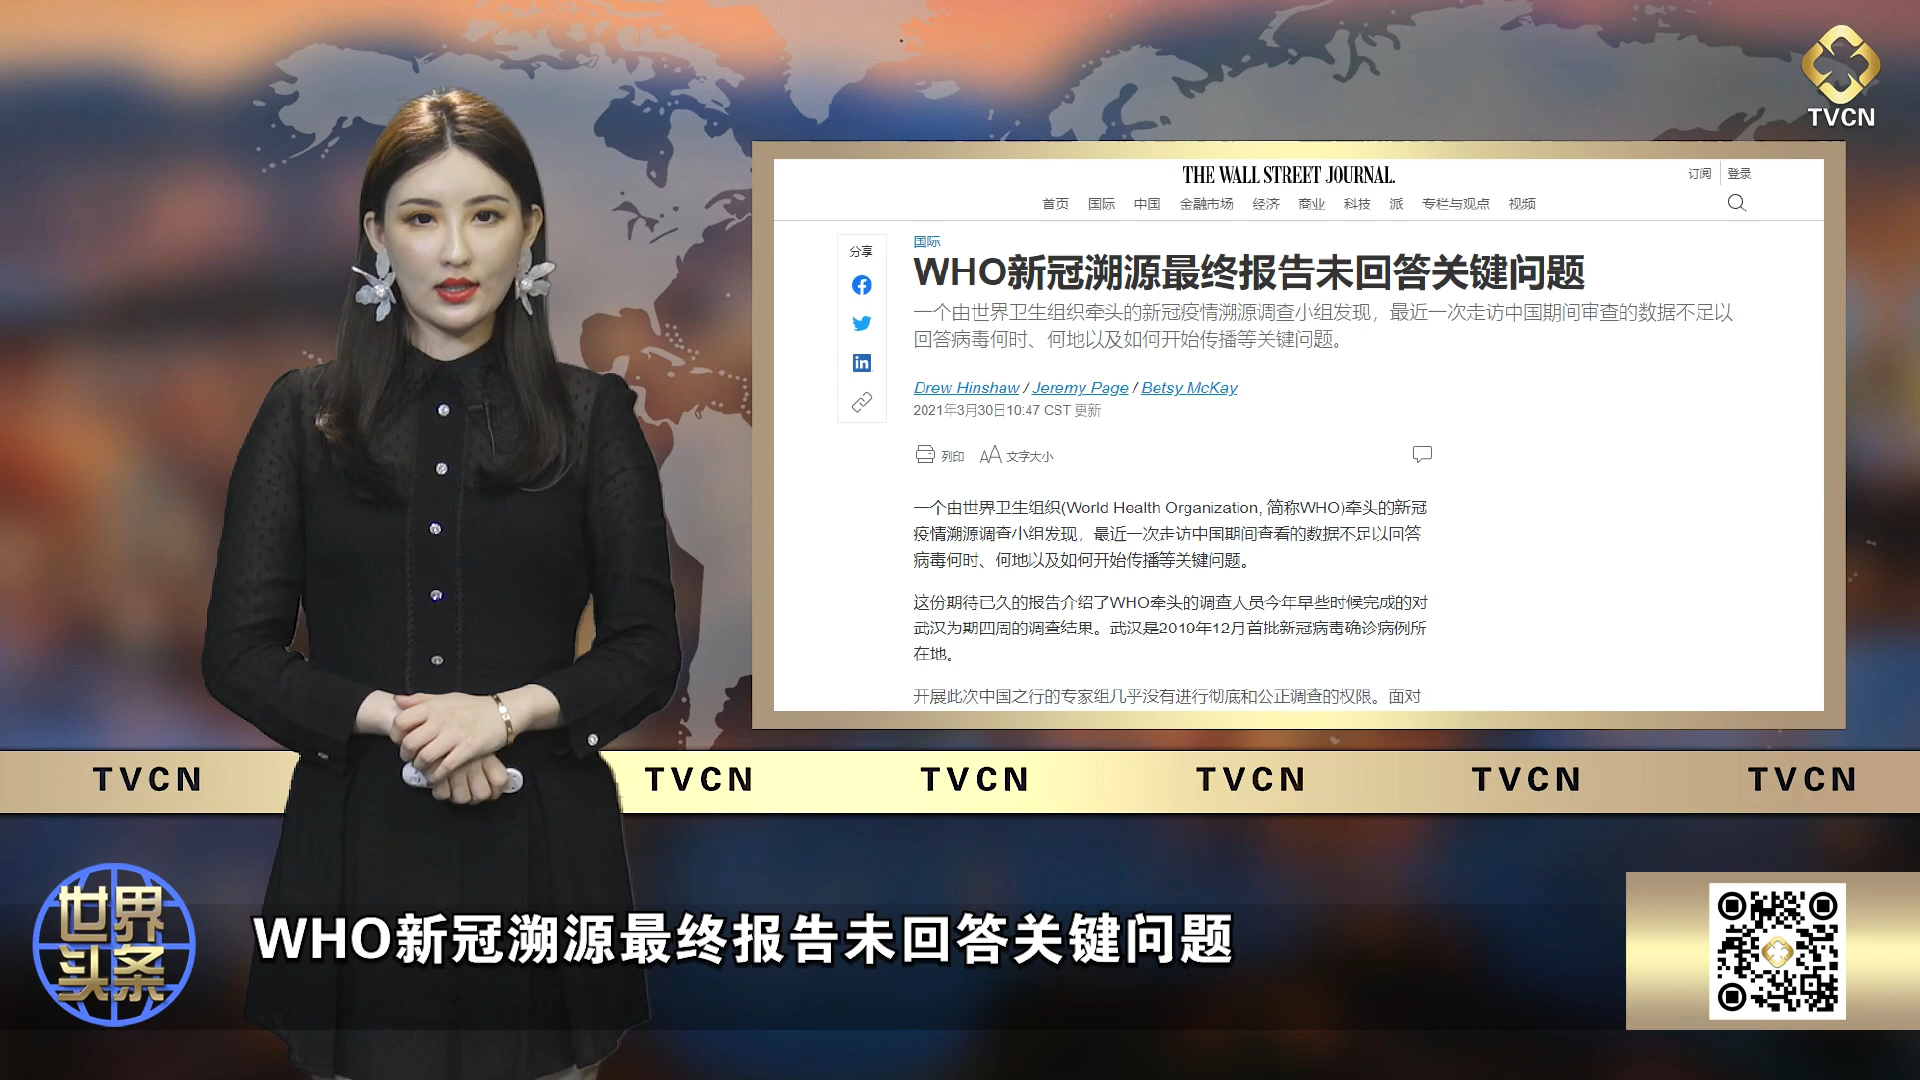 TVCN
THE WALL STREET JOURNAL.
订阅 登录
首页 国际 中国 金融市场 经济 商业 科技 派 专栏与观点 视频
分享
国际
WHO新冠溯源最终报告未回答关键问题
一个由世界卫生组织牵头的新冠疫情溯源调查小组发现，最近一次走访中国期间审查的数据不足以
回答病毒何时、何地以及如何开始传播等关键问题。
Drew Hinshaw / Jeremy Page / Betsy McKay
2021年3月30日10:47 CST 更新
列印 AA 文字大小
一个由世界卫生组织(World Health Organization, 简称WHO)牵头的新冠
疫情溯源调查小组发现，最近一次走访中国期间查看的数据不足以回答
病毒何时、何地以及如何开始传播等关键问题。
这份期待已久的报告介绍了WHO牵头的调查人员今年早些时候完成的对
武汉为期四周的调查结果。武汉是2019年12月首批新冠病毒确诊病例所
在地。
开展此次中国之行的专家组几乎没有进行彻底和公正调查的权限。面对
TVCN TVCN TVCN TVCN TVCN TVCN
世界
头条
WHO新冠溯源最终报告未回答关键问题